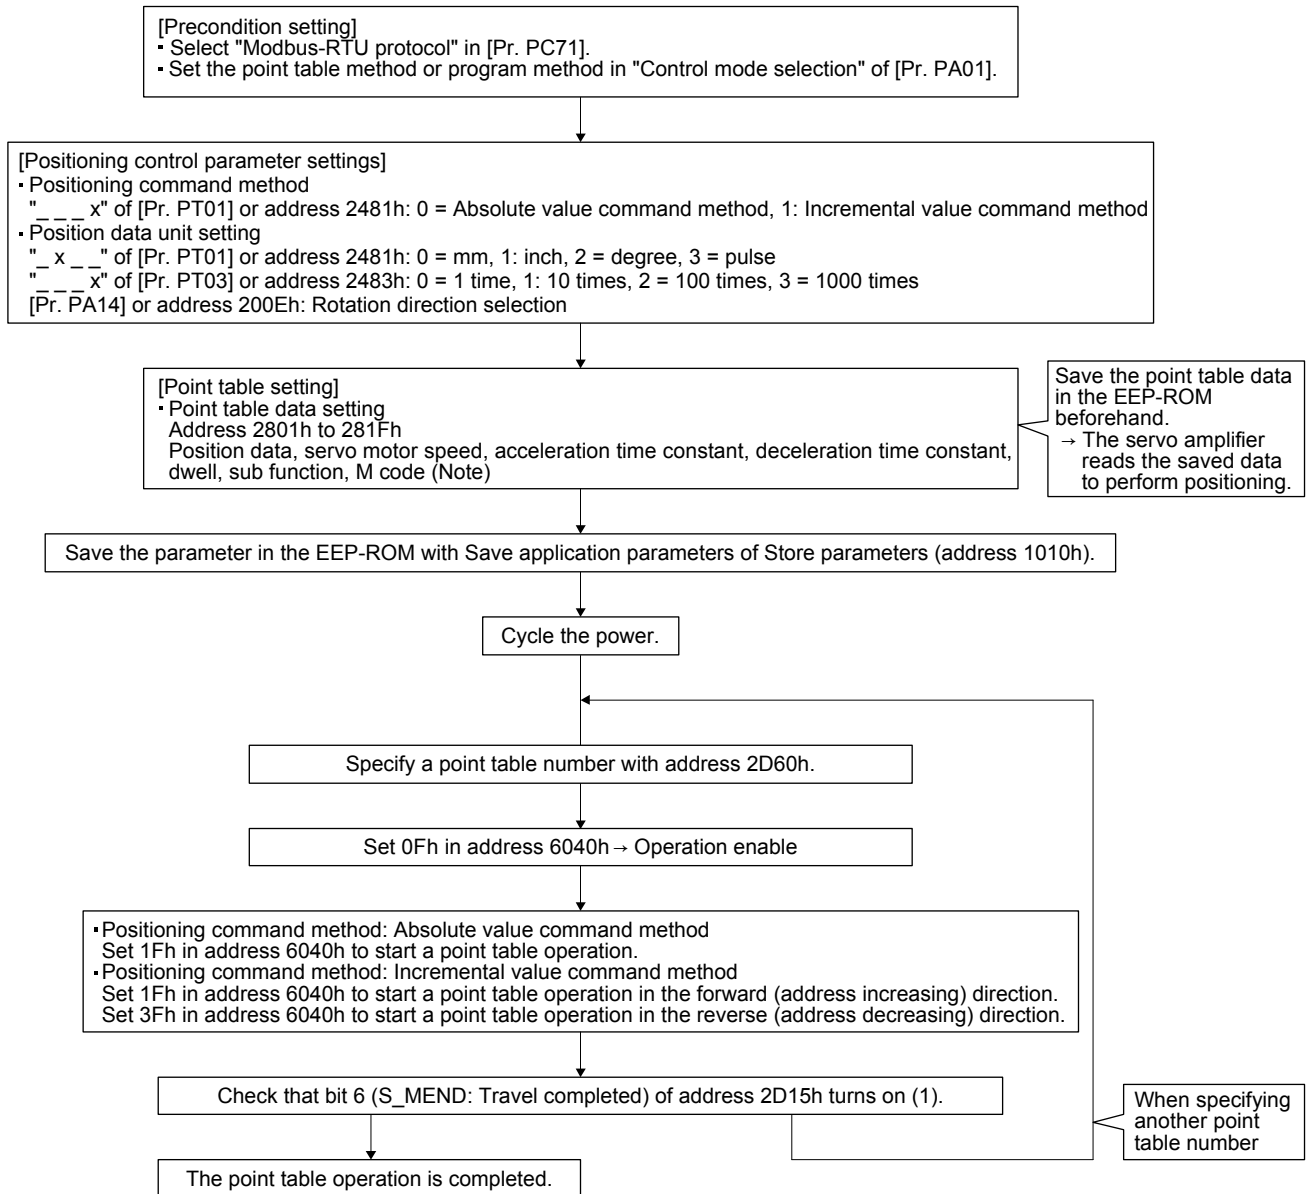 [Precondition setting]
▪ Select "Modbus-RTU protocol" in [Pr. PC71].
▪ Set the point table method or program method in "Control mode selection" of [Pr. PA01].
[Positioning control parameter settings]
▪ Positioning command method
"_ _ _ x" of [Pr. PT01] or address 2481h: 0 = Absolute value command method, 1: Incremental value command method
▪ Position data unit setting
"_ x _ _" of [Pr. PT01] or address 2481h: 0 = mm, 1: inch, 2 = degree, 3 = pulse
"_ _ _ x" of [Pr. PT03] or address 2483h: 0 = 1 time, 1: 10 times, 2 = 100 times, 3 = 1000 times
[Pr. PA14] or address 200Eh: Rotation direction selection
[Point table setting]
▪ Point table data setting
Address 2801h to 281Fh
Position data, servo motor speed, acceleration time constant, deceleration time constant,
dwell, sub function, M code (Note)
Save the point table data
in the EEP-ROM
beforehand.
→ The servo amplifier
reads the saved data
to perform positioning.
Save the parameter in the EEP-ROM with Save application parameters of Store parameters (address 1010h).
Cycle the power.
Specify a point table number with address 2D60h.
Set 0Fh in address 6040h → Operation enable
▪ Positioning command method: Absolute value command method
Set 1Fh in address 6040h to start a point table operation.
▪ Positioning command method: Incremental value command method
Set 1Fh in address 6040h to start a point table operation in the forward (address increasing) direction.
Set 3Fh in address 6040h to start a point table operation in the reverse (address decreasing) direction.
Check that bit 6 (S_MEND: Travel completed) of address 2D15h turns on (1).
When specifying
another point
table number
The point table operation is completed.